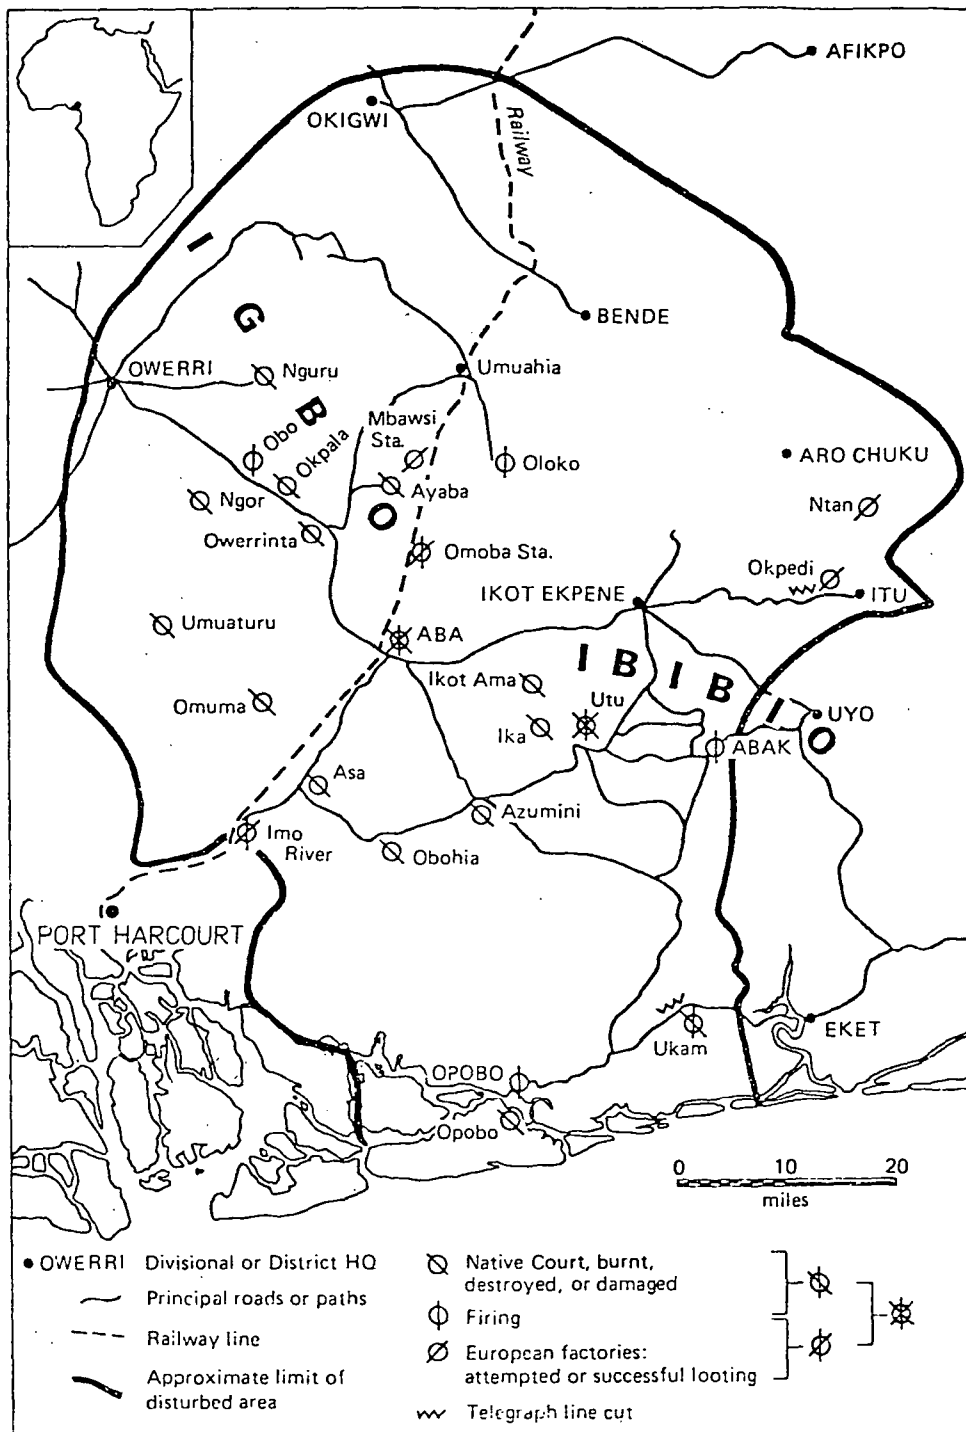 AFIKPO
OKIGWI
Railway
I
G
B
O
BENDE
OWERRI
Nguru
Umuahia
Mbawsi
Sta.
Obo
Okpala
Oloko
ARO CHUKU
Ayaba
Ngor
Ntan
Owerrinta
Omoba Sta.
Okpedi
IKOT EKPENE
ITU
Umuaturu
ABA
I B I B I O
Ikot Ama
Utu
Omuma
UYO
Ika
ABAK
Asa
Azumini
Imo
River
Obohia
PORT HARCOURT
EKET
Ukam
OPOBO
Opobo
0 10 20
miles
OWERRI Divisional or District HQ
Principal roads or paths
Railway line
Approximate limit of
disturbed area
Native Court, burnt,
destroyed, or damaged
Firing
European factories:
attempted or successful looting
Telegraph line cut